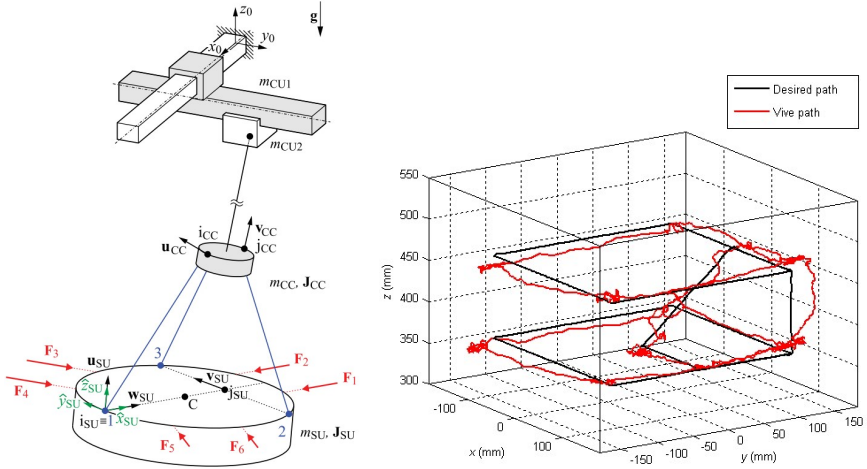 z0
g
y0
x0
mCU1
mCU2
vCC
iCC
jCC
uCC
mCC, JCC
F3
3
F2
uSU
vSU
F1
F4
ẑSU
jSU
wSU
C
ŷSU
x̂SU
iSU≡1
2
mSU, JSU
F5
F6
Desired path
Vive path
550
500
450
400
350
300
z (mm)
-100
0
100
x (mm)
-150
-100
-50
0
50
100
150
y (mm)